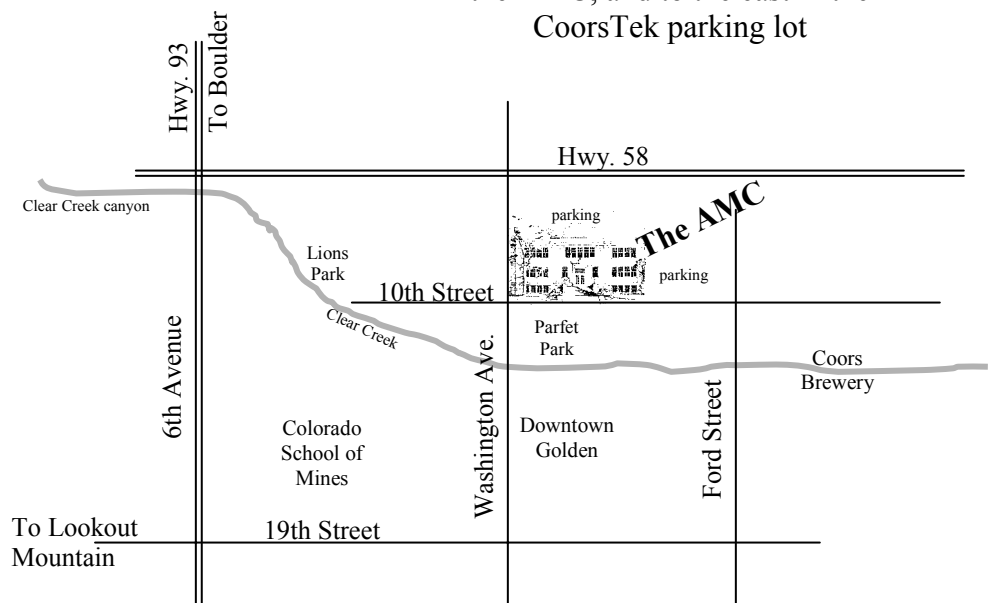 CoorsTek parking lot
Hwy. 93
To Boulder
Hwy. 58
Clear Creek canyon
parking
The AMC
Lions
Park
parking
10th Street
Clear Creek
Parfet
Park
6th Avenue
Washington Ave.
Coors
Brewery
Colorado
School of
Mines
Downtown
Golden
Ford Street
To Lookout
Mountain
19th Street